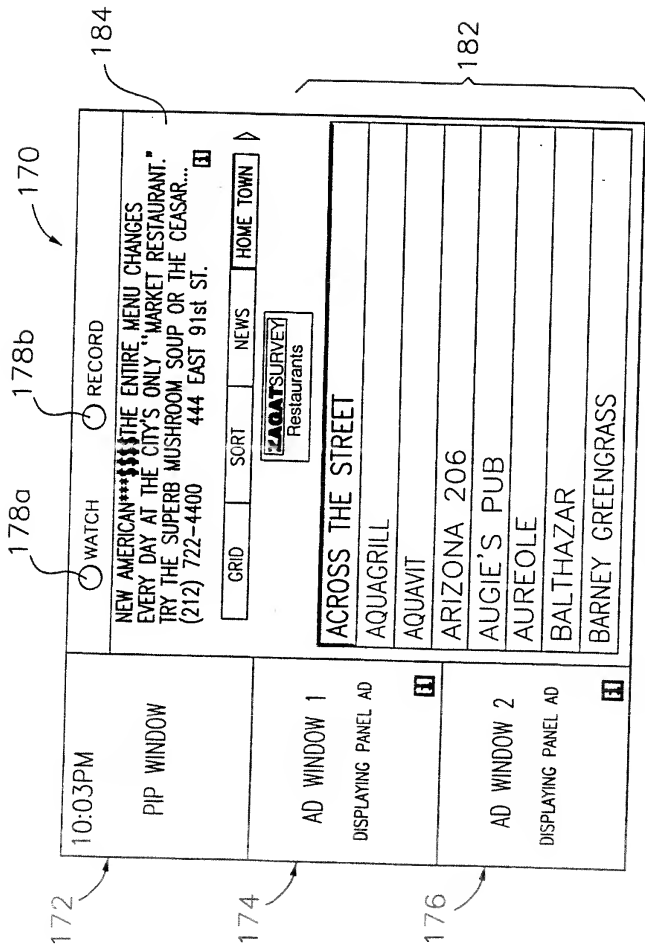 170
178a
178b
184
10:03PM
WATCH
RECORD
172
PIP WINDOW
NEW AMERICAN***$$$$THE ENTIRE MENU CHANGES
EVERY DAY AT THE CITY'S ONLY "MARKET RESTAURANT."
TRY THE SUPERB MUSHROOM SOUP OR THE CEASAR...
(212) 722-4400 444 EAST 91st ST. i
GRID
SORT
NEWS
HOME TOWN
174
AD WINDOW 1
DISPLAYING PANEL AD
i
ZAGATSURVEY
Restaurants
176
AD WINDOW 2
DISPLAYING PANEL AD
i
ACROSS THE STREET
AQUAGRILL
AQUAVIT
ARIZONA 206
AUGIE'S PUB
AUREOLE
BALTHAZAR
BARNEY GREENGRASS
182